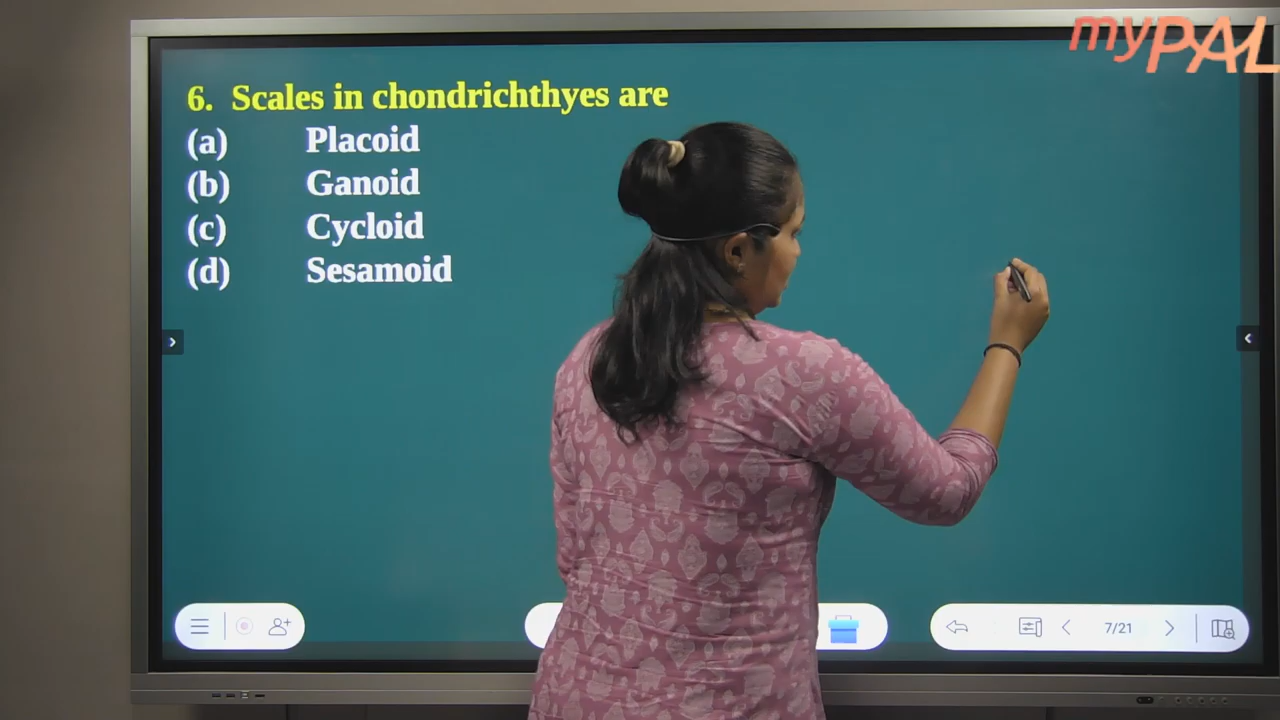 myPAL
6. Scales in chondrichthyes are
(a) Placoid
(b) Ganoid
(c) Cycloid
(d) Sesamoid
7/21